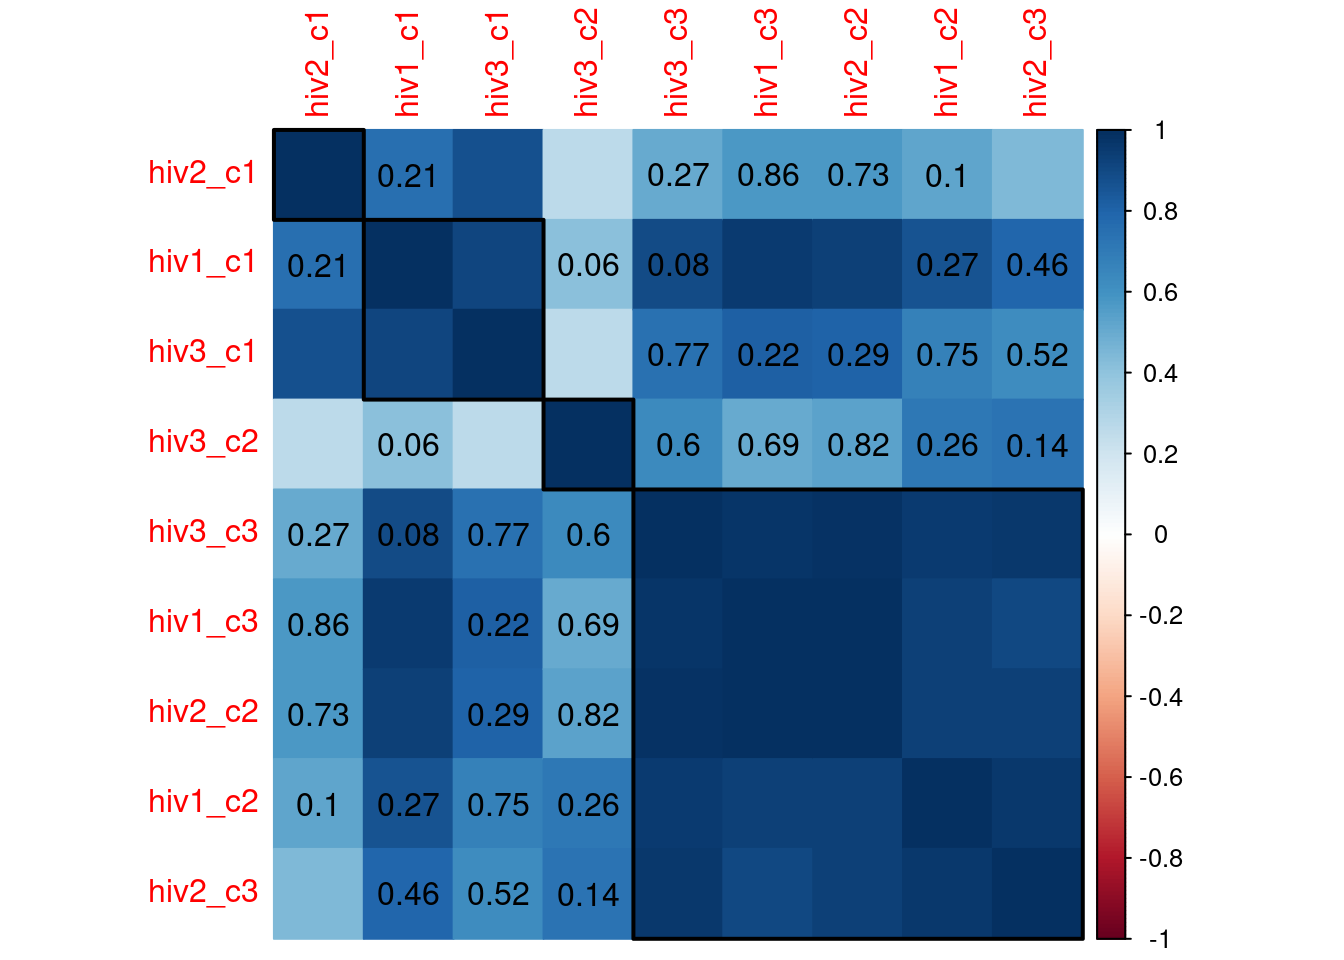 hiv2_c1 hiv1_c1 hiv3_c1 hiv3_c2 hiv3_c3 hiv1_c3 hiv2_c2 hiv1_c2 hiv2_c3
hiv2_c1 0.21 0.27 0.86 0.73 0.1
hiv1_c1 0.21 0.06 0.08 0.27 0.46
hiv3_c1 0.77 0.22 0.29 0.75 0.52
hiv3_c2 0.06 0.6 0.69 0.82 0.26 0.14
hiv3_c3 0.27 0.08 0.77 0.6
hiv1_c3 0.86 0.22 0.69
hiv2_c2 0.73 0.29 0.82
hiv1_c2 0.1 0.27 0.75 0.26
hiv2_c3 0.46 0.52 0.14
1
0.8
0.6
0.4
0.2
0
-0.2
-0.4
-0.6
-0.8
-1